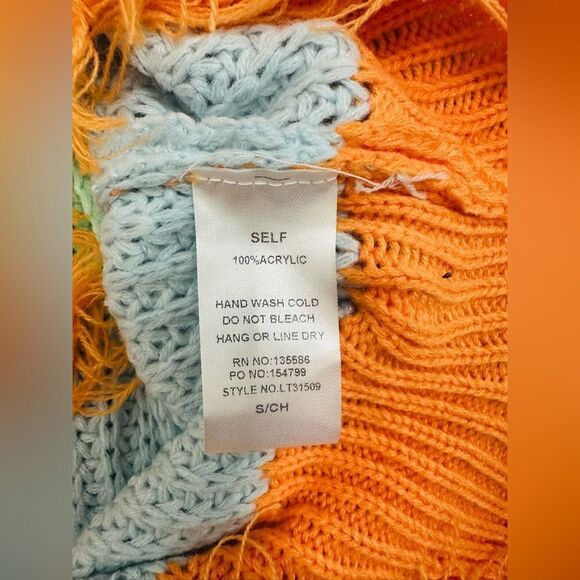 SELF
100%ACRYLIC
HAND WASH COLD
DO NOT BLEACH
HANG OR LINE DRY
RN NO:135586
PO NO:154799
STYLE NO.LT31509
S/CH